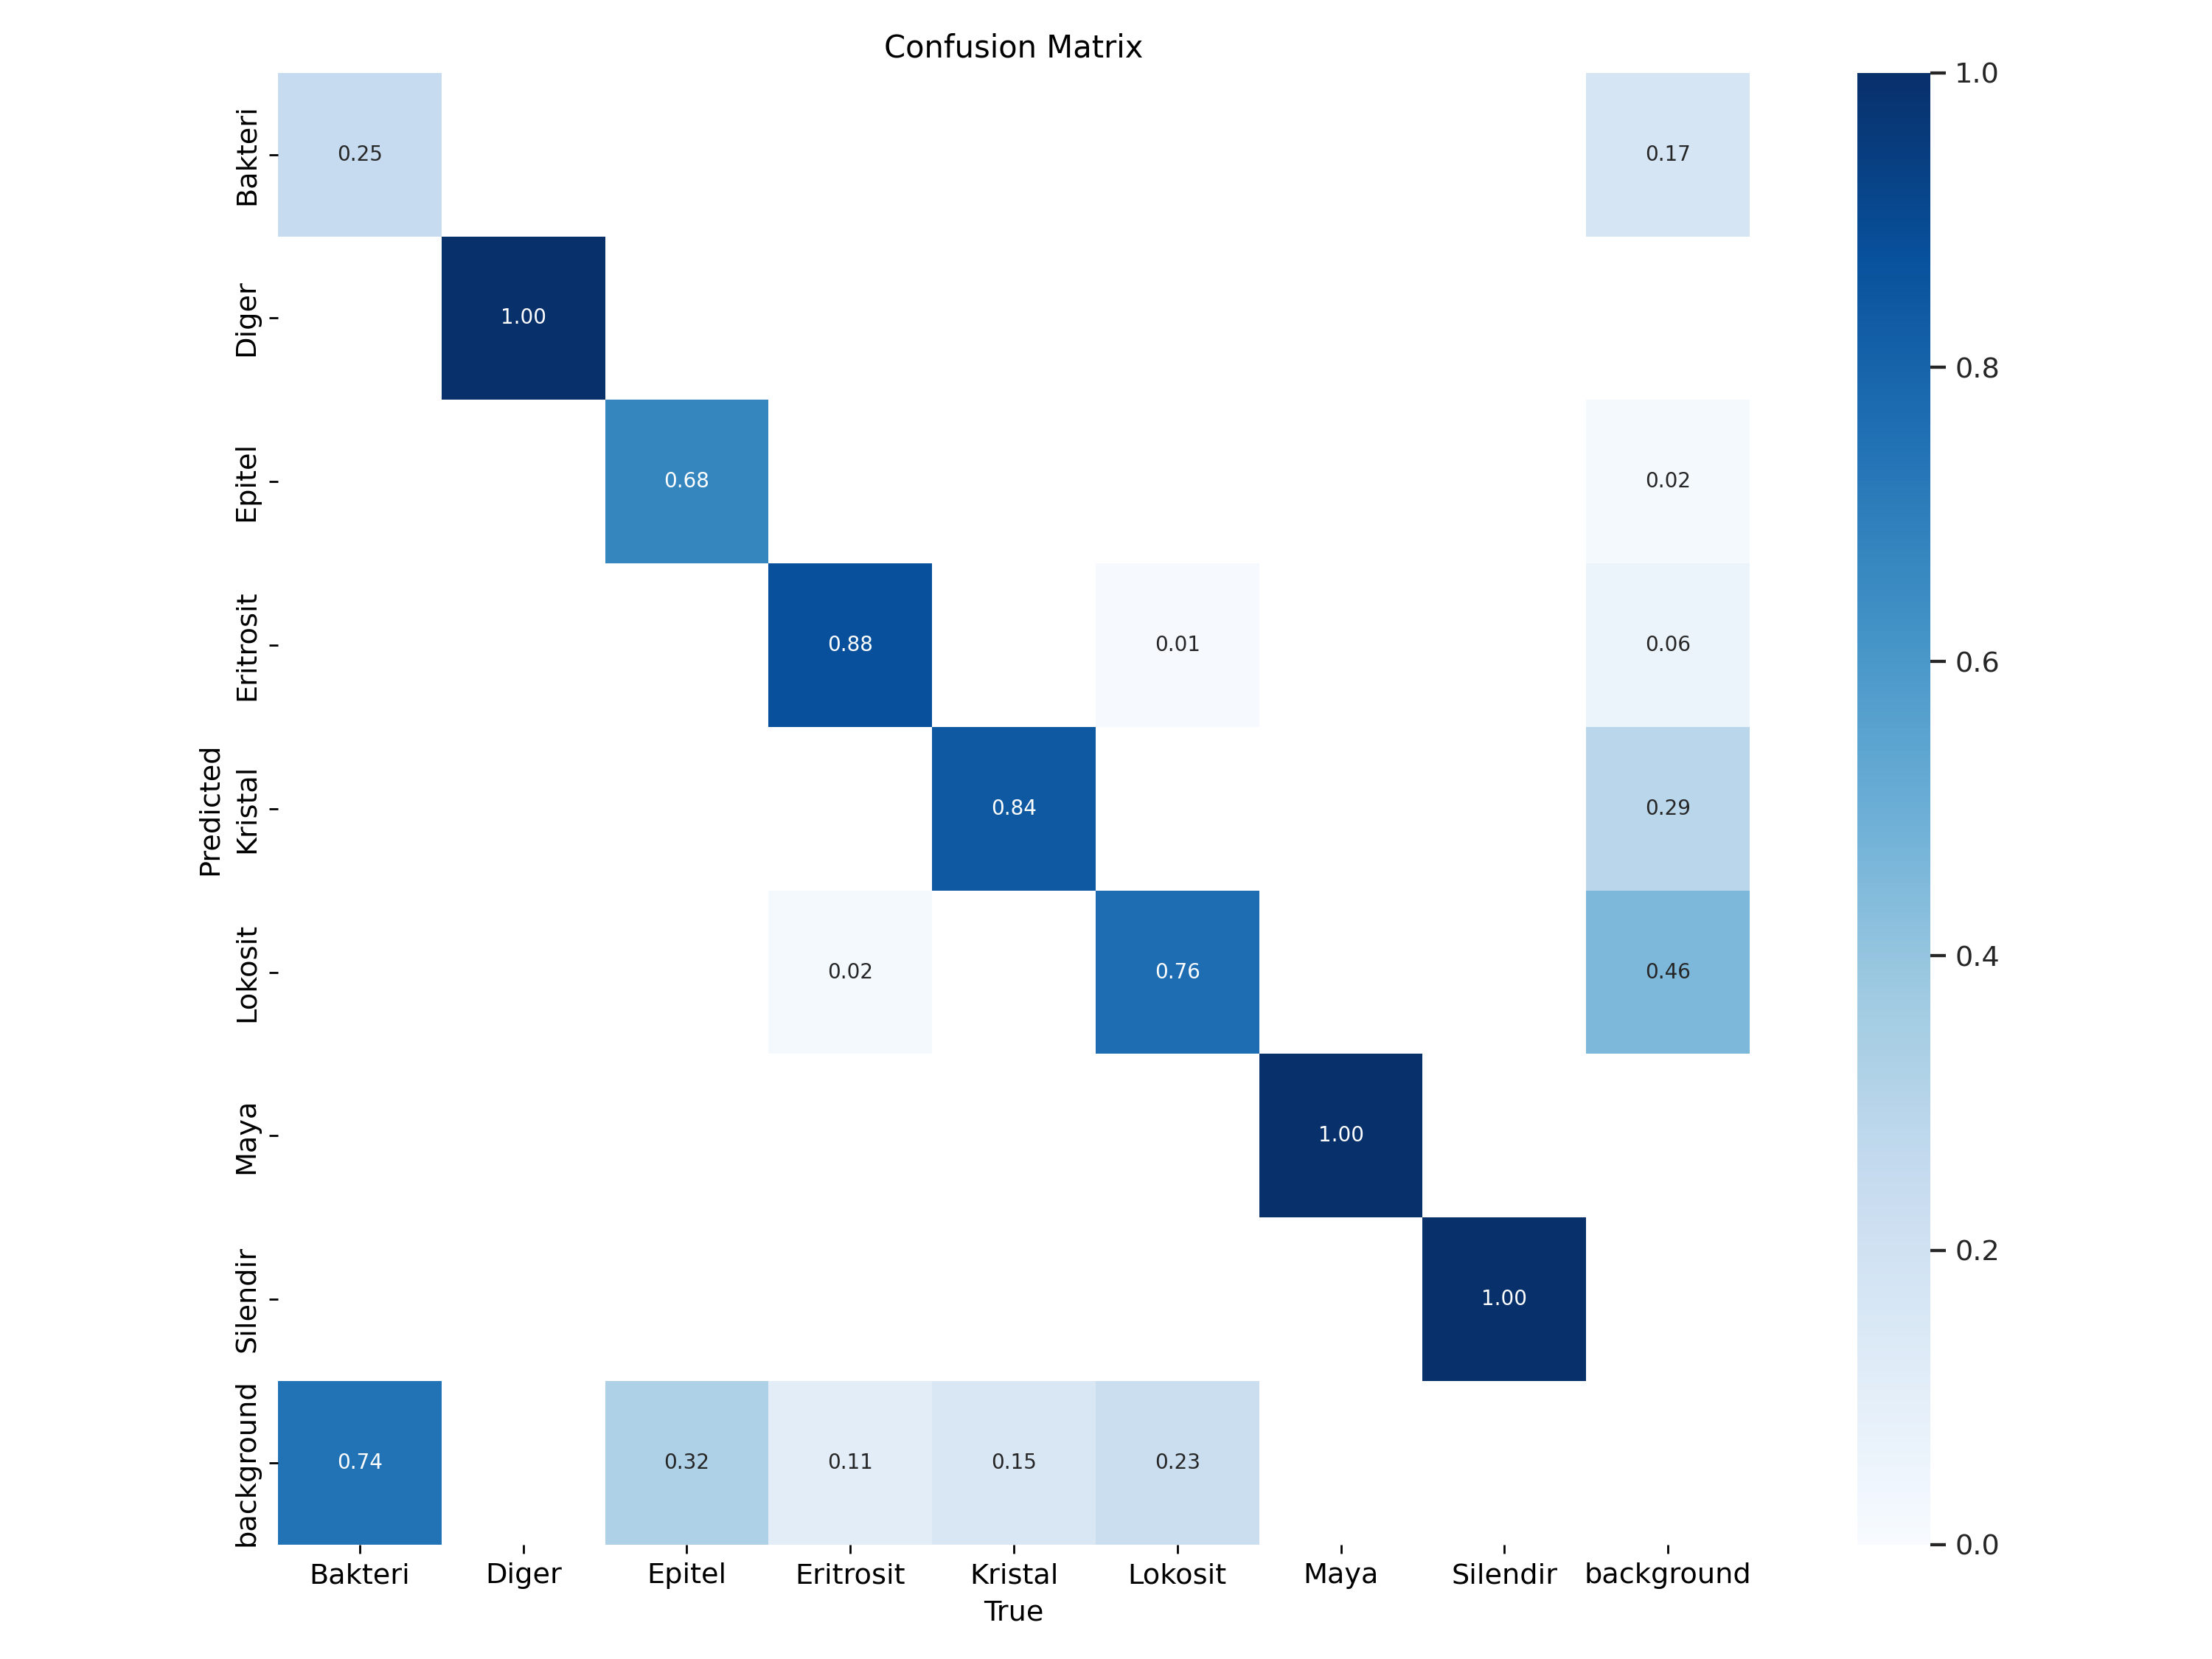 Confusion Matrix
Bakteri 0.25 0.17 1.0
Diger 1.00 0.8
Epitel 0.68 0.02
Eritrosit 0.88 0.01 0.06 0.6
Predicted
Kristal 0.84 0.29
Lokosit 0.02 0.76 0.46 0.4
Maya 1.00
Silendir 1.00 0.2
background 0.74 0.32 0.11 0.15 0.23 0.0
Bakteri Diger Epitel Eritrosit Kristal Lokosit Maya Silendir background
True